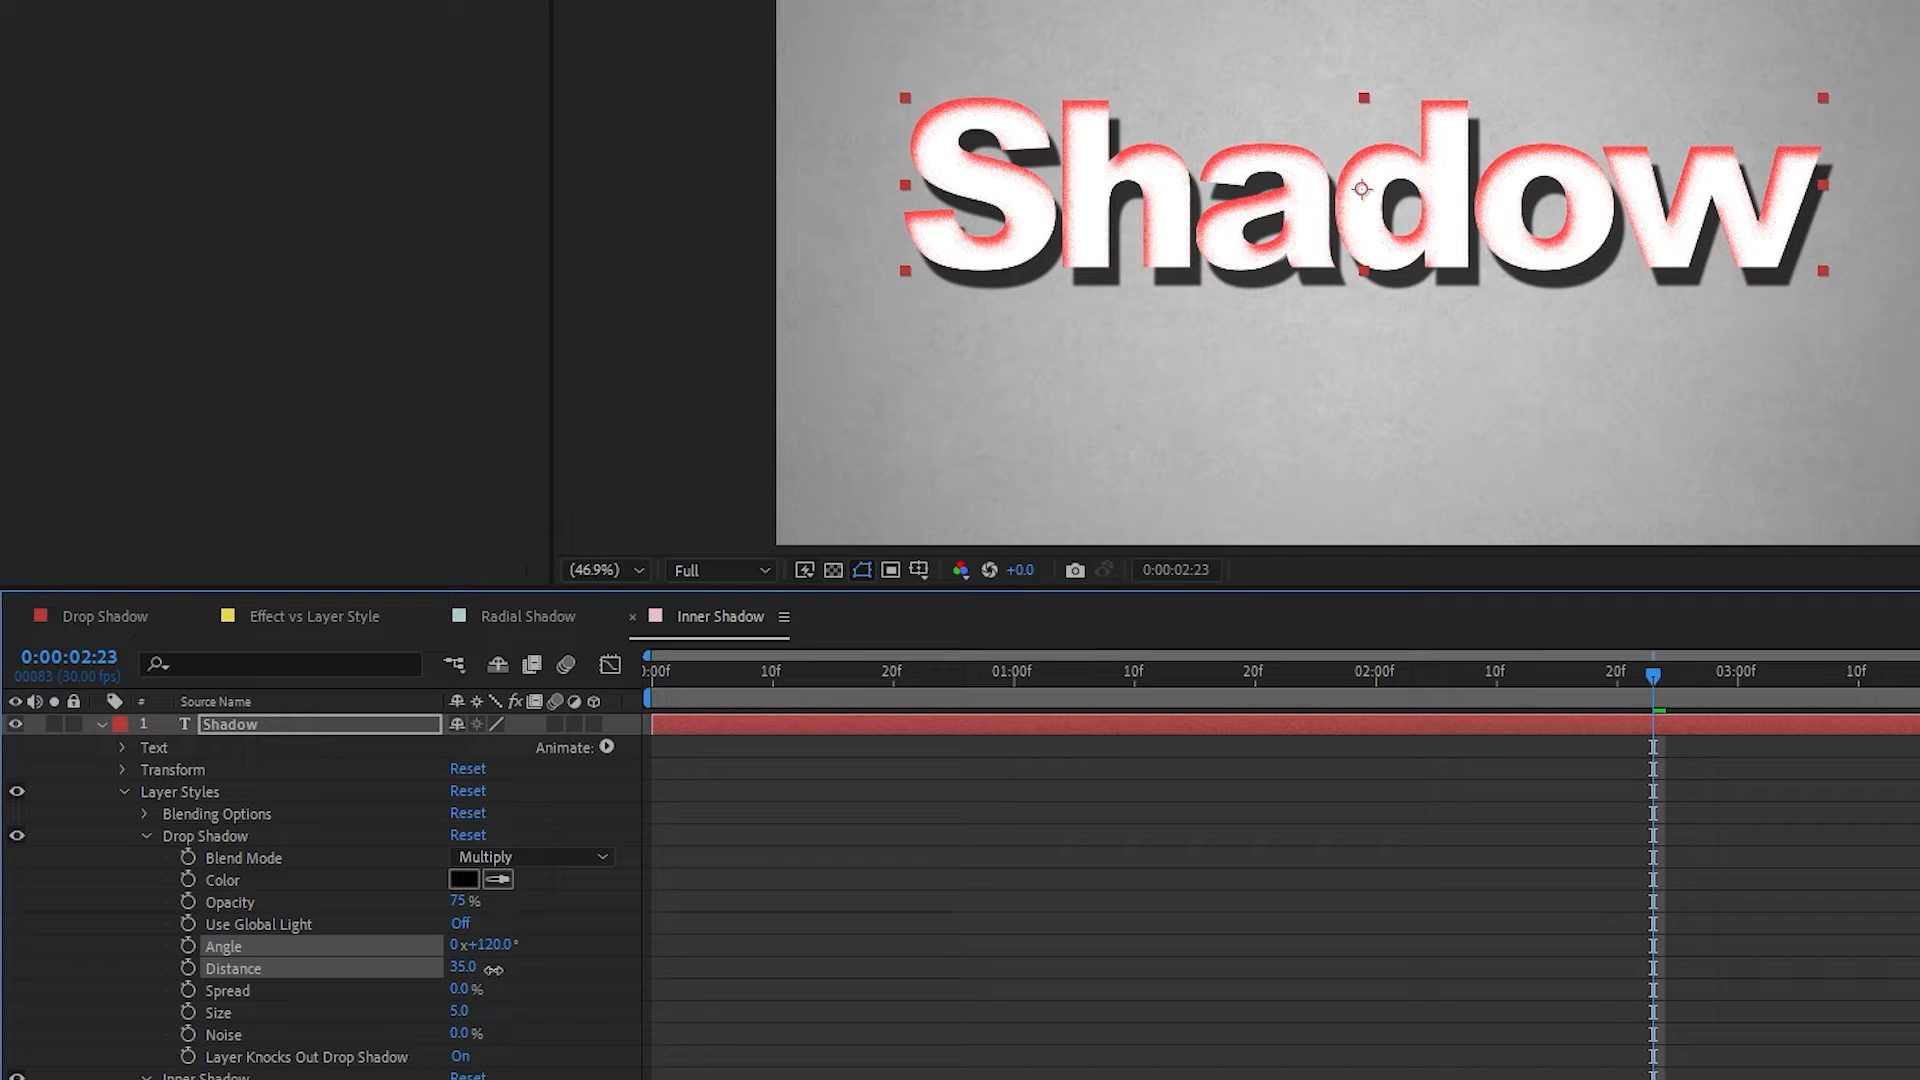 Shadow
(46.9%) Full +0.0 0:00:02:23
Drop Shadow Effect vs Layer Style Radial Shadow × Inner Shadow
0:00:02:23
00083 (30.00 fps)
):00f 10f 20f 01:00f 10f 20f 02:00f 10f 20f 03:00f 10f
# Source Name fx
1 T Shadow
Text Animate:
Transform Reset
Layer Styles Reset
Blending Options Reset
Drop Shadow Reset
Blend Mode Multiply
Color
Opacity 75 %
Use Global Light Off
Angle 0x+120.0°
Distance 35.0
Spread 0.0 %
Size 5.0
Noise 0.0 %
Layer Knocks Out Drop Shadow On
Inner Shadow Reset